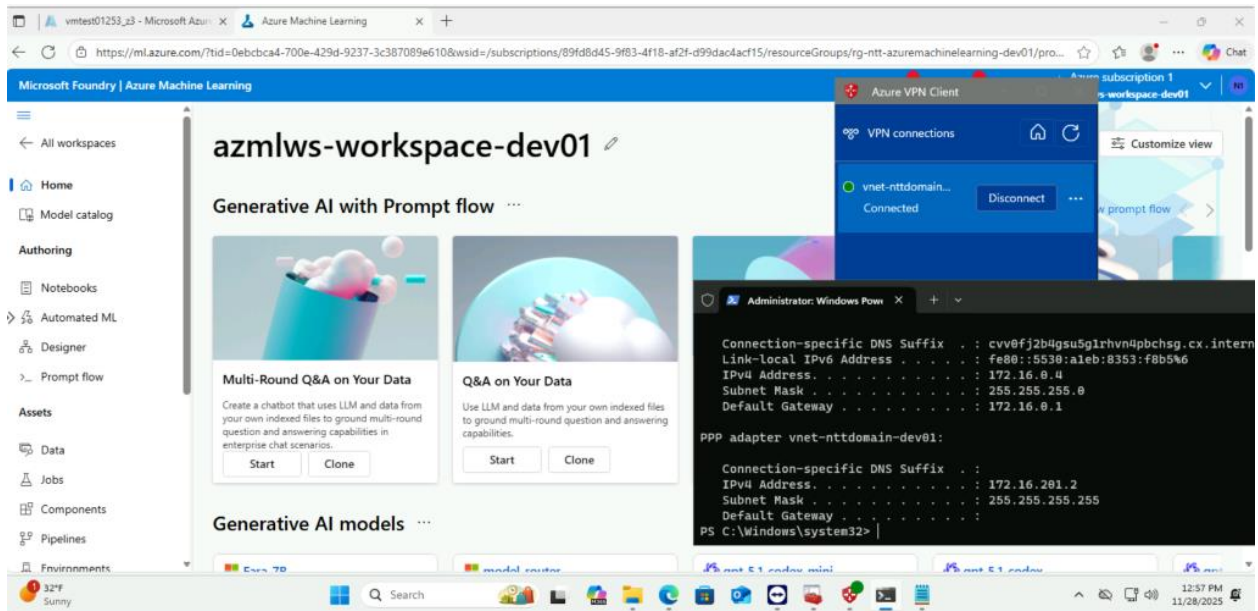 vmtest01253_z3 - Microsoft Azur
Azure Machine Learning
https://ml.azure.com/?tid=0ebcbca4-700e-429d-9237-3c387089e610&wsid=/subscriptions/89fd8d45-9f83-4f18-af2f-d99dac4acf15/resourceGroups/rg-ntt-azuremachinelearning-dev01/pro...
Chat
Microsoft Foundry | Azure Machine Learning
Azure subscription 1
s-workspace-dev01
N1
All workspaces
Home
Model catalog
Authoring
Notebooks
Automated ML
Designer
Prompt flow
Assets
Data
Jobs
Components
Pipelines
Environments
azmlws-workspace-dev01
Customize view
Generative AI with Prompt flow ...
w prompt flow
Multi-Round Q&A on Your Data
Create a chatbot that uses LLM and data from
your own indexed files to ground multi-round
question and answering capabilities in
enterprise chat scenarios.
Start Clone
Q&A on Your Data
Use LLM and data from your own indexed files
to ground multi-round question and answering
capabilities.
Start Clone
Generative AI models ...
Fara-7B
model-router
gpt-5.1-codex-mini
gpt-5.1-codex
Azure VPN Client
VPN connections
vnet-nttdomain...
Connected
Disconnect
Administrator: Windows Pow
Connection-specific DNS Suffix . : cvv0fj2b4gsu5g1rhvn4pbchsg.cx.intern
Link-local IPv6 Address . . . . . : fe80::5530:a1eb:8353:f8b5%6
IPv4 Address. . . . . . . . . . . : 172.16.0.4
Subnet Mask . . . . . . . . . . . : 255.255.255.0
Default Gateway . . . . . . . . . : 172.16.0.1
PPP adapter vnet-nttdomain-dev01:
Connection-specific DNS Suffix . :
IPv4 Address. . . . . . . . . . . : 172.16.201.2
Subnet Mask . . . . . . . . . . . : 255.255.255.255
Default Gateway . . . . . . . . . :
PS C:\Windows\system32>
1
32°F
Sunny
Search
12:57 PM
11/28/2025